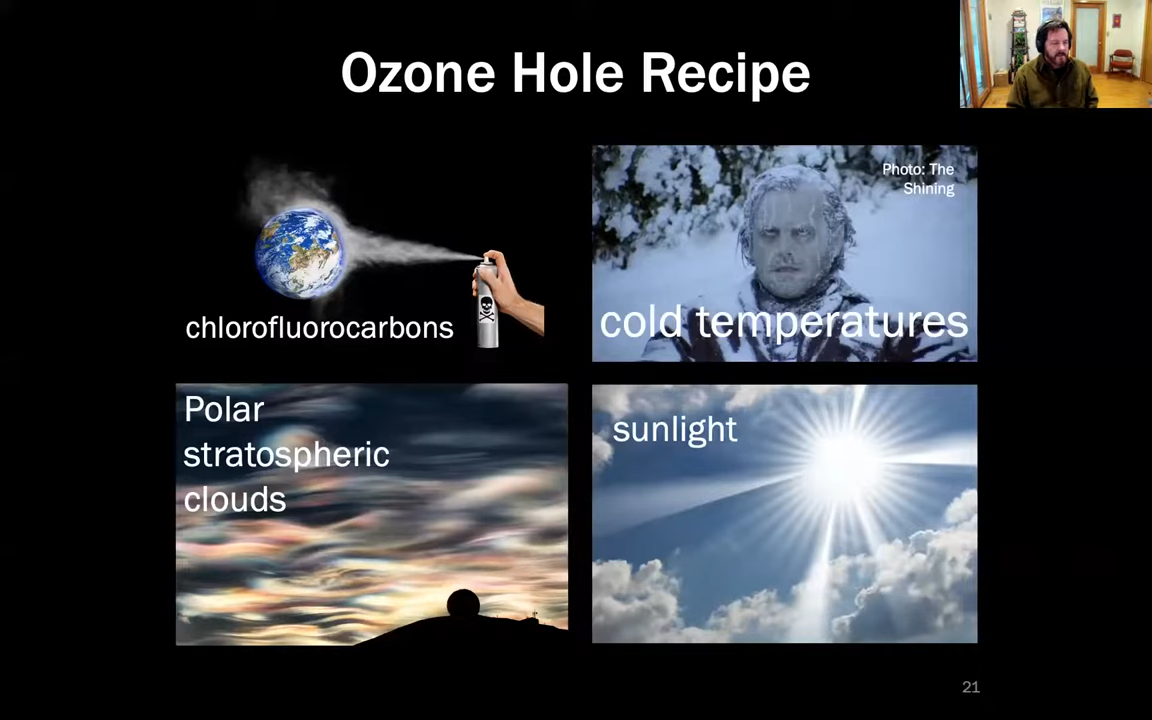 Ozone Hole Recipe
chlorofluorocarbons
Photo: The
Shining
cold temperatures
Polar
stratospheric
clouds
sunlight
21